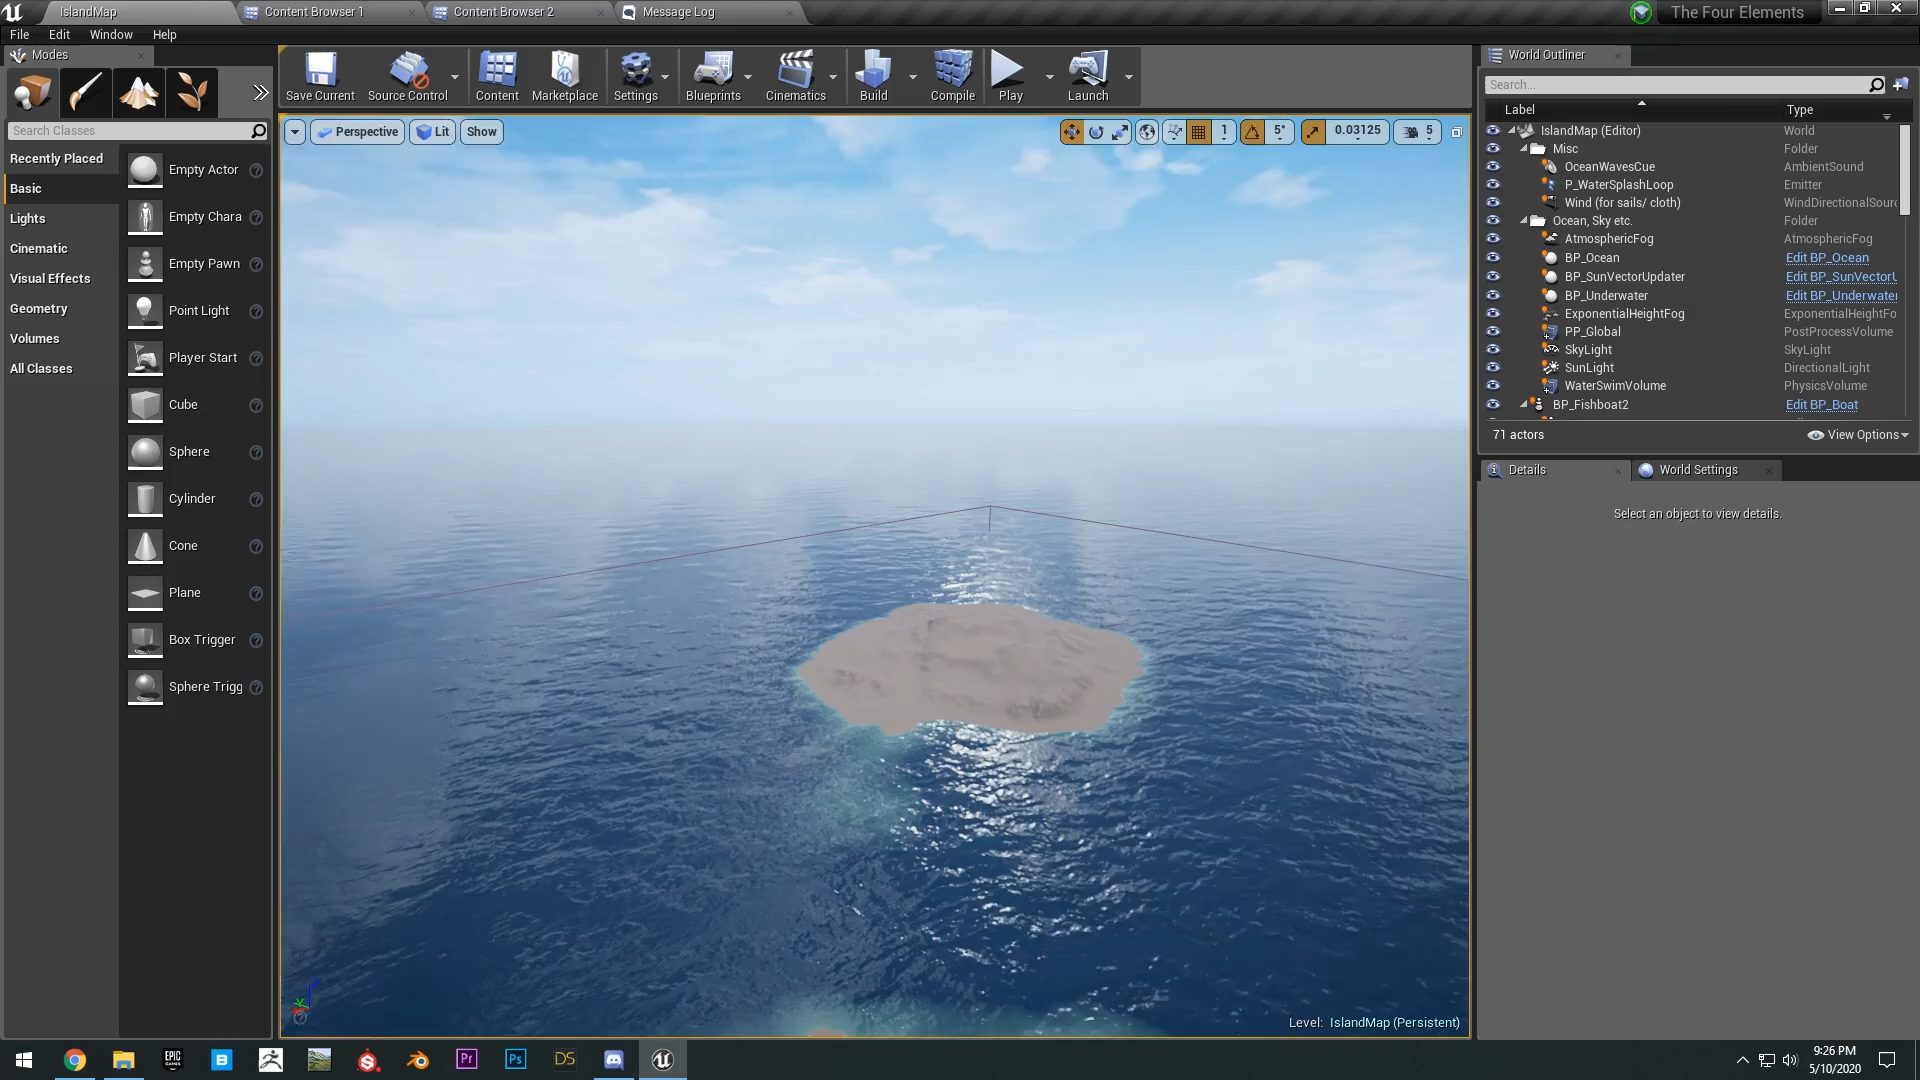 IslandMap
Content Browser 1
Content Browser 2
Message Log
The Four Elements
File
Edit
Window
Help
Modes
Search Classes
Recently Placed
Basic
Lights
Cinematic
Visual Effects
Geometry
Volumes
All Classes
Empty Actor
Empty Chara
Empty Pawn
Point Light
Player Start
Cube
Sphere
Cylinder
Cone
Plane
Box Trigger
Sphere Trigg
Save Current
Source Control
Content
Marketplace
Settings
Blueprints
Cinematics
Build
Compile
Play
Launch
Perspective
Lit
Show
1
5°
0.03125
5
Level: IslandMap (Persistent)
World Outliner
Search...
Label Type
IslandMap (Editor) World
Misc Folder
OceanWavesCue AmbientSound
P_WaterSplashLoop Emitter
Wind (for sails/ cloth) WindDirectionalSourc
Ocean, Sky etc. Folder
AtmosphericFog AtmosphericFog
BP_Ocean Edit BP_Ocean
BP_SunVectorUpdater Edit BP_SunVectorU
BP_Underwater Edit BP_Underwater
ExponentialHeightFog ExponentialHeightFo
PP_Global PostProcessVolume
SkyLight SkyLight
SunLight DirectionalLight
WaterSwimVolume PhysicsVolume
BP_Fishboat2 Edit BP_Boat
71 actors
View Options
Details
World Settings
Select an object to view details.
EPIC
GAMES
B
Pr
Ps
DS
9:26 PM
5/10/2020